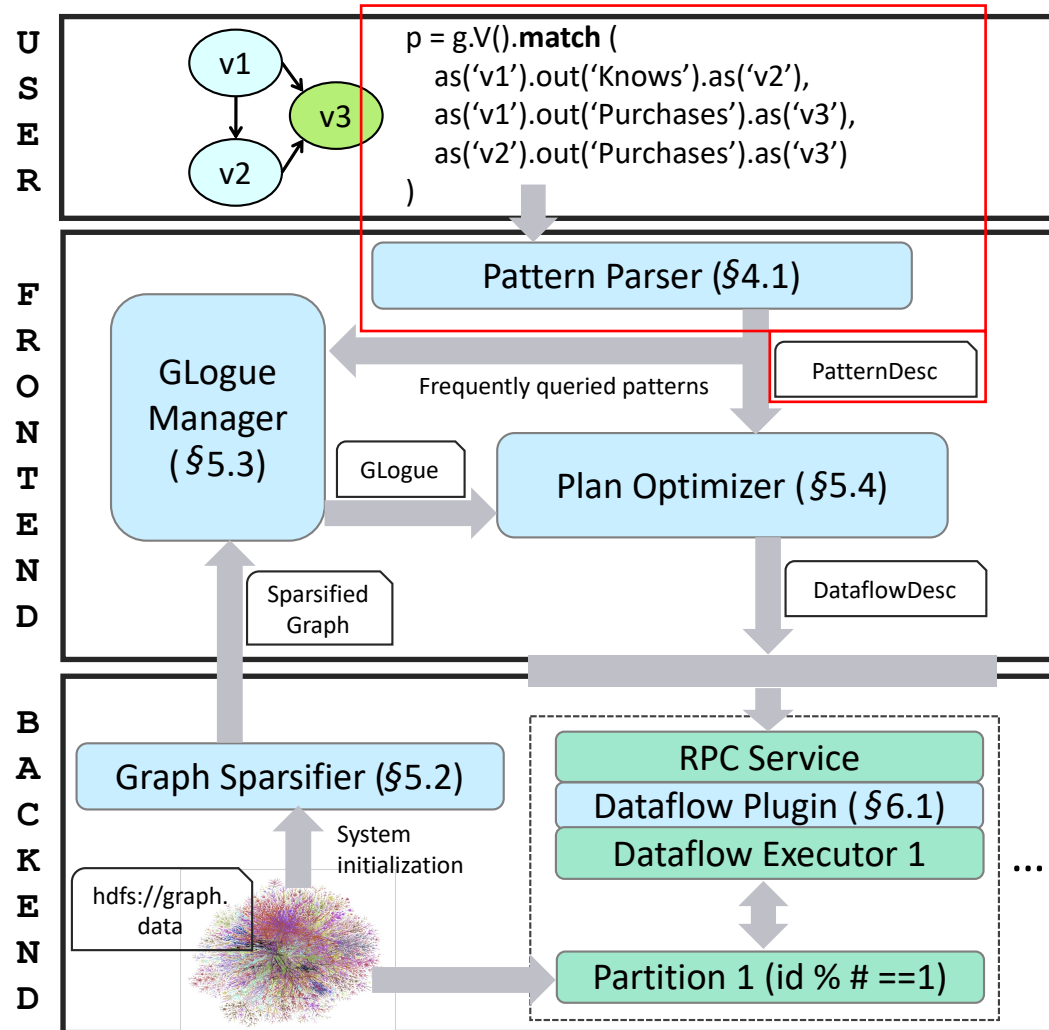 USER
v1
v2
v3
p = g.V().match (
as(‘v1’).out(‘Knows’).as(‘v2’),
as(‘v1’).out(‘Purchases’).as(‘v3’),
as(‘v2’).out(‘Purchases’).as(‘v3’)
)
FRONTEND
Pattern Parser (§4.1)
GLogue
Manager
(§5.3)
Frequently queried patterns
PatternDesc
GLogue
Plan Optimizer (§5.4)
Sparsified
Graph
DataflowDesc
BACKEND
Graph Sparsifier (§5.2)
System
initialization
hdfs://graph.
data
RPC Service
Dataflow Plugin (§6.1)
Dataflow Executor 1
...
Partition 1 (id % # ==1)